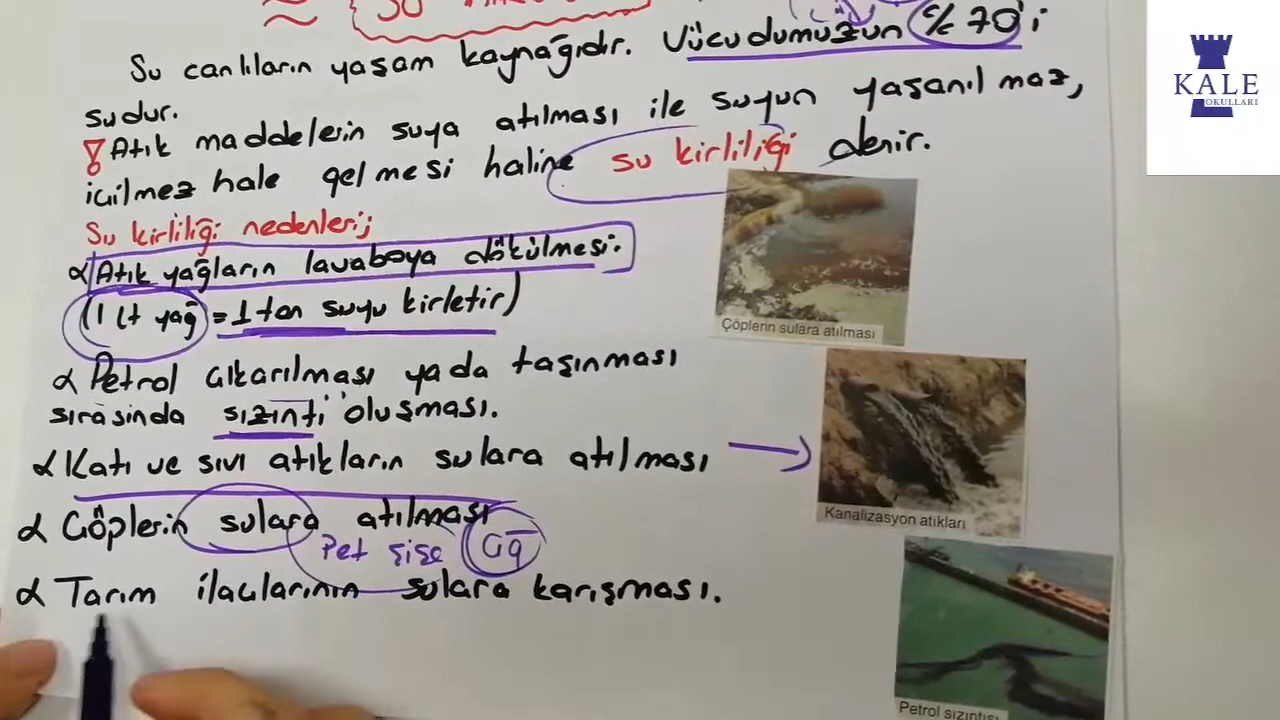 Su canlıların yaşam kaynağıdır. Vücudumuzun % 70'i
sudur.
Atık maddelerin suya atılması ile suyun yaşanılmaz,
içilmez hale gelmesi haline su kirliliği denir.
Su kirliliği nedenleri;
Atık yağların lavaboya dökülmesi.
(1 lt yağ = 1 ton suyu kirletir)
Petrol çıkarılması yada taşınması
sırasında sızıntı oluşması.
Katı ve sıvı atıkların sulara atılması
Çöplerin sulara atılması
Pet şişe
Tarım ilaçlarının sulara karışması.
Çöplerin sulara atılması
Kanalizasyon atıkları
Petrol sızıntısı
KALE
OKULLARI